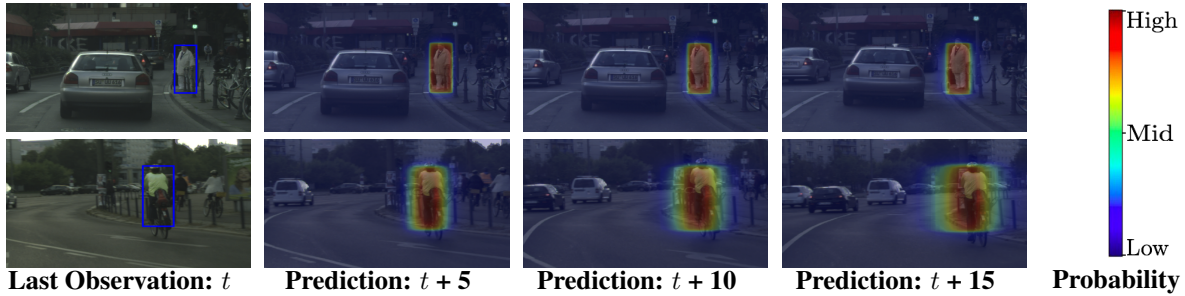 High
Mid
Low
Last Observation: t
Prediction: t + 5
Prediction: t + 10
Prediction: t + 15
Probability